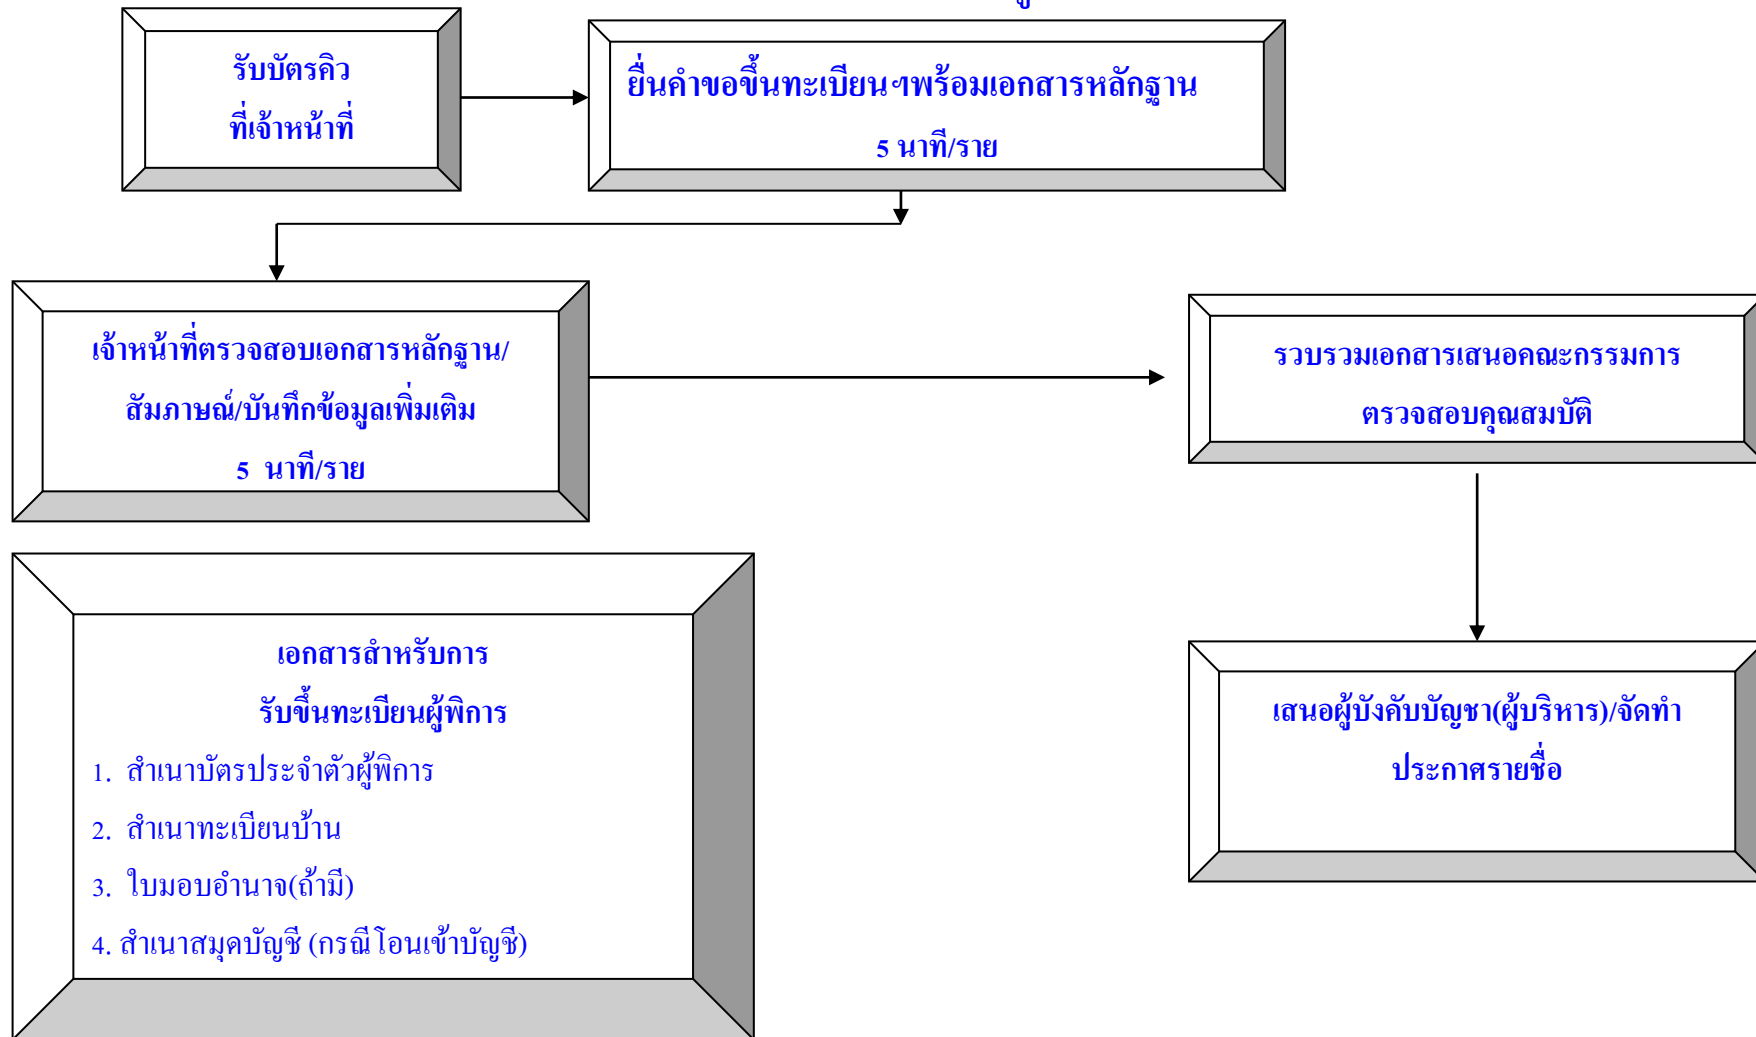 รับบัตรคิว
ที่เจ้าหน้าที่
ยื่นคำขอขึ้นทะเบียนฯพร้อมเอกสารหลักฐาน
5 นาที/ราย
เจ้าหน้าที่ตรวจสอบเอกสารหลักฐาน/
สัมภาษณ์/บันทึกข้อมูลเพิ่มเติม
5 นาที/ราย
รวบรวมเอกสารเสนอคณะกรรมการ
ตรวจสอบคุณสมบัติ
เสนอผู้บังคับบัญชา(ผู้บริหาร)/จัดทำ
ประกาศรายชื่อ
เอกสารสำหรับการ
รับขึ้นทะเบียนผู้พิการ
1. สำเนาบัตรประจำตัวผู้พิการ
2. สำเนาทะเบียนบ้าน
3. ใบมอบอำนาจ(ถ้ามี)
4. สำเนาสมุดบัญชี (กรณีโอนเข้าบัญชี)